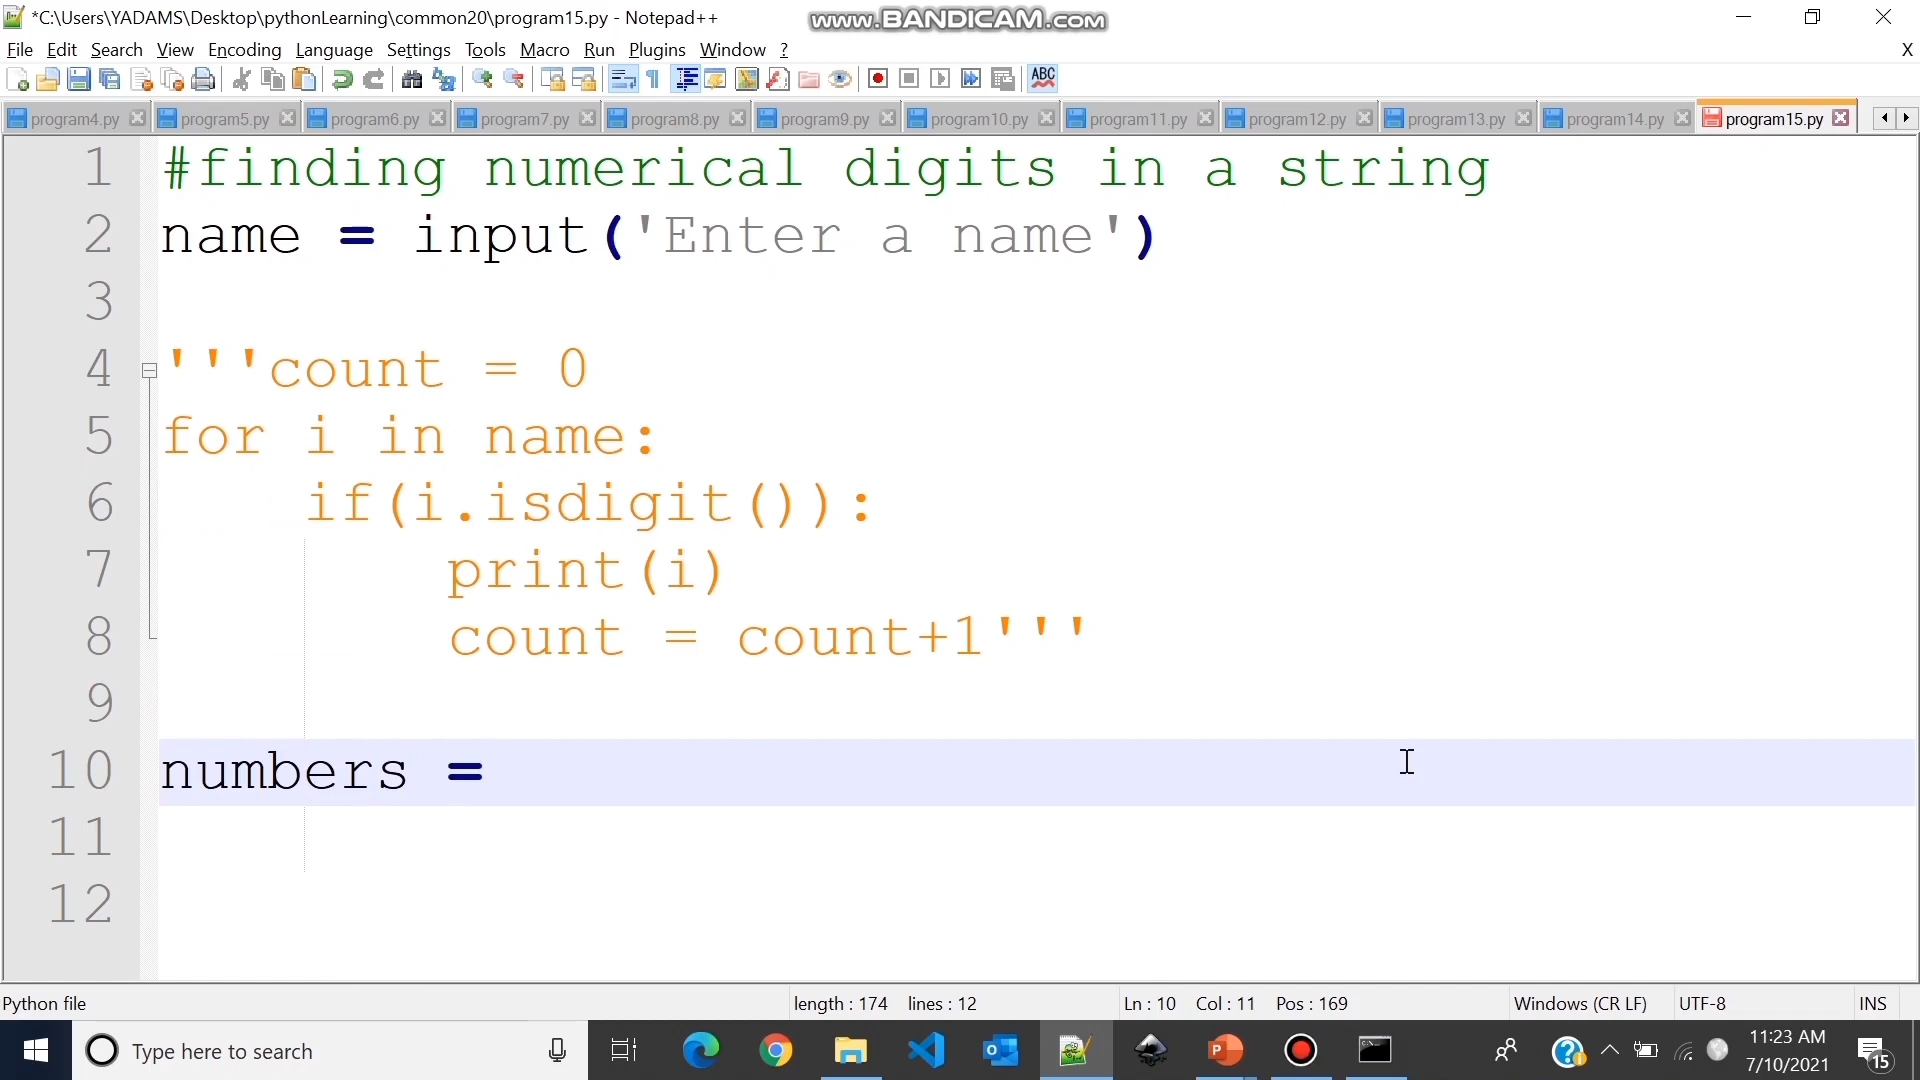 *C:\Users\YADAMS\Desktop\pythonLearning\common20\program15.py - Notepad++
www.BANDICAM.com
File Edit Search View Encoding Language Settings Tools Macro Run Plugins Window ?
X
ABC
program4.py program5.py program6.py program7.py program8.py program9.py program10.py program11.py program12.py program13.py program14.py program15.py
1 #finding numerical digits in a string
2 name = input('Enter a name')
3
4 '''count = 0
5 for i in name:
6 if(i.isdigit()):
7 print(i)
8 count = count+1'''
9
10 numbers =
11
12
Python file length : 174 lines : 12 Ln : 10 Col : 11 Pos : 169 Windows (CR LF) UTF-8 INS
Type here to search
11:23 AM
7/10/2021
15